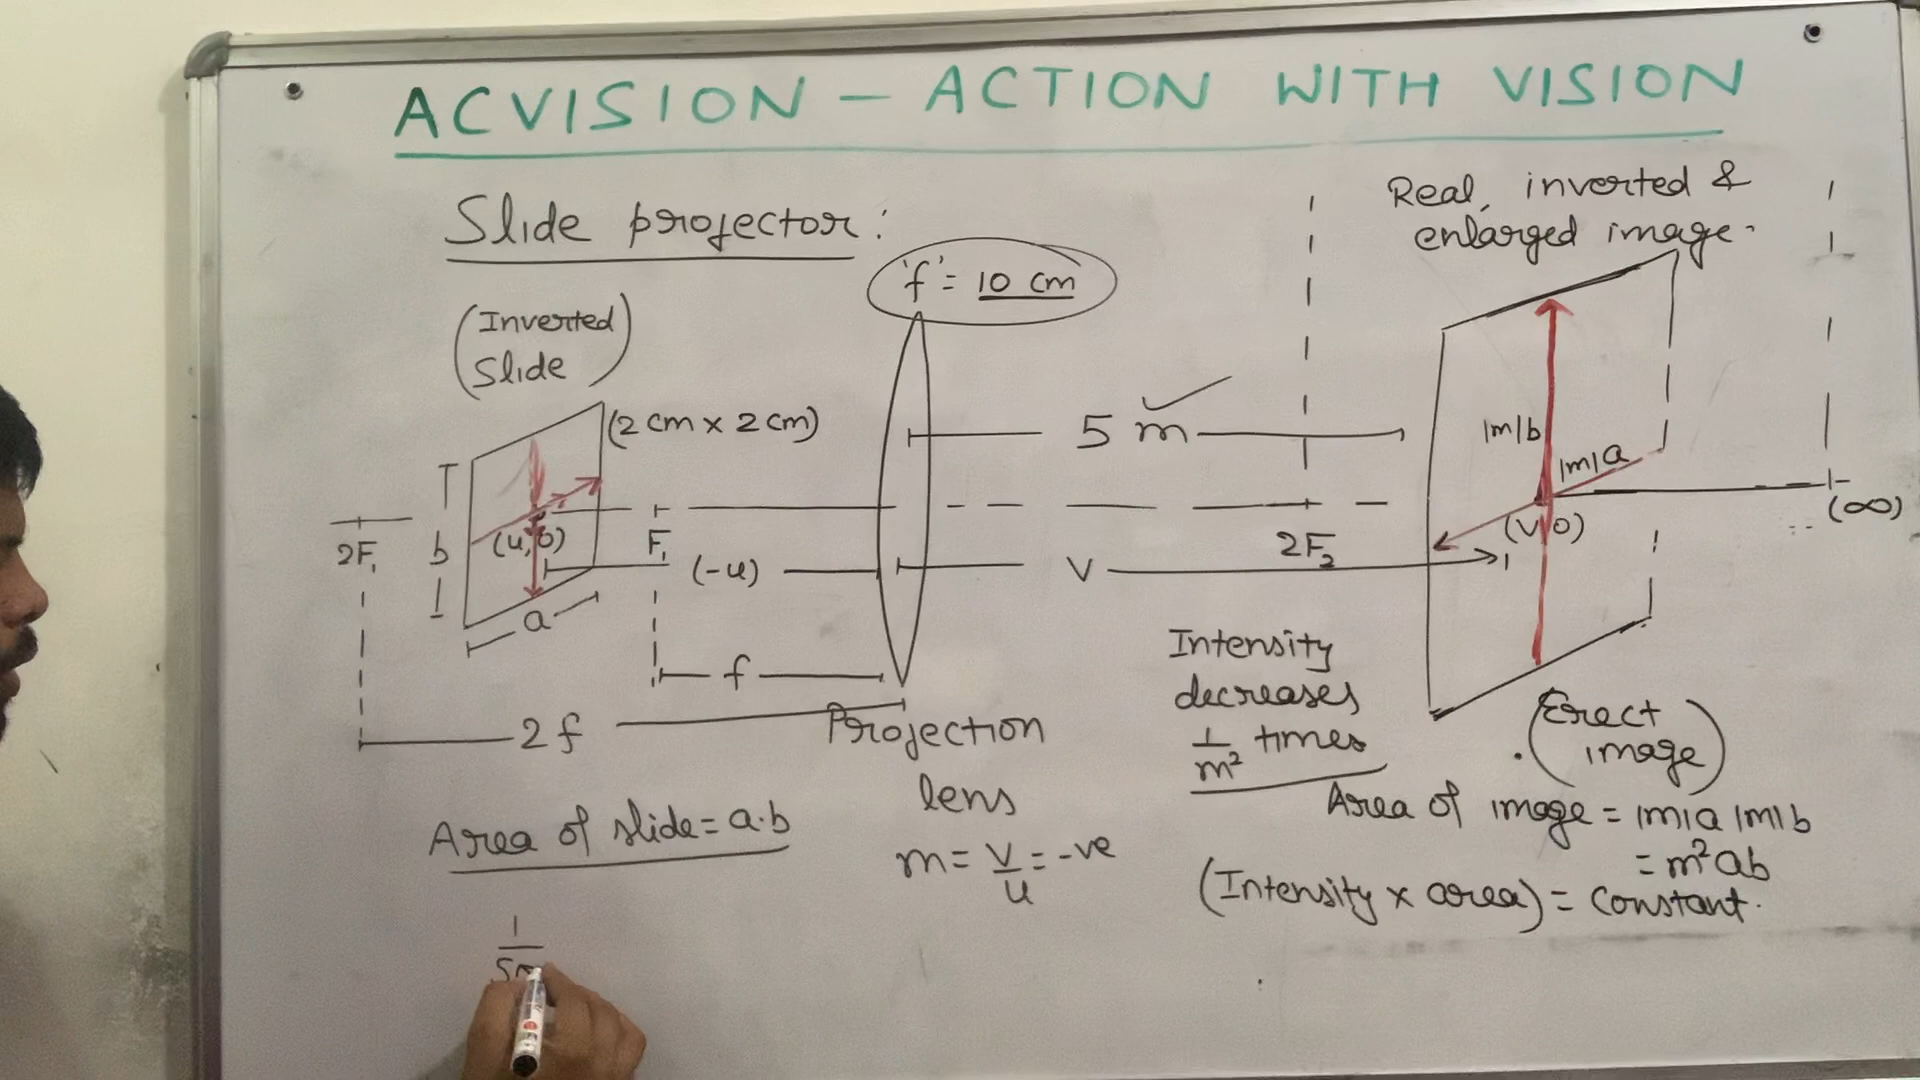 ACVISION – ACTION WITH VISION
Slide projector:
'f' = 10 cm
Real, inverted &
enlarged image.
(Inverted
Slide)
(2 cm x 2 cm)
5 m
|m|b
|m|a
2F₁
b
(u,0)
F₁
(-u)
v
2F₂
(v,0)
(∞)
a
f
2f
Projection
lens
m = v/u = -ve
Intensity
decreases
1/m² times
(Erect
image)
Area of slide = a.b
Area of image = |m|a |m|b
= m²ab
(Intensity x area) = constant.
1